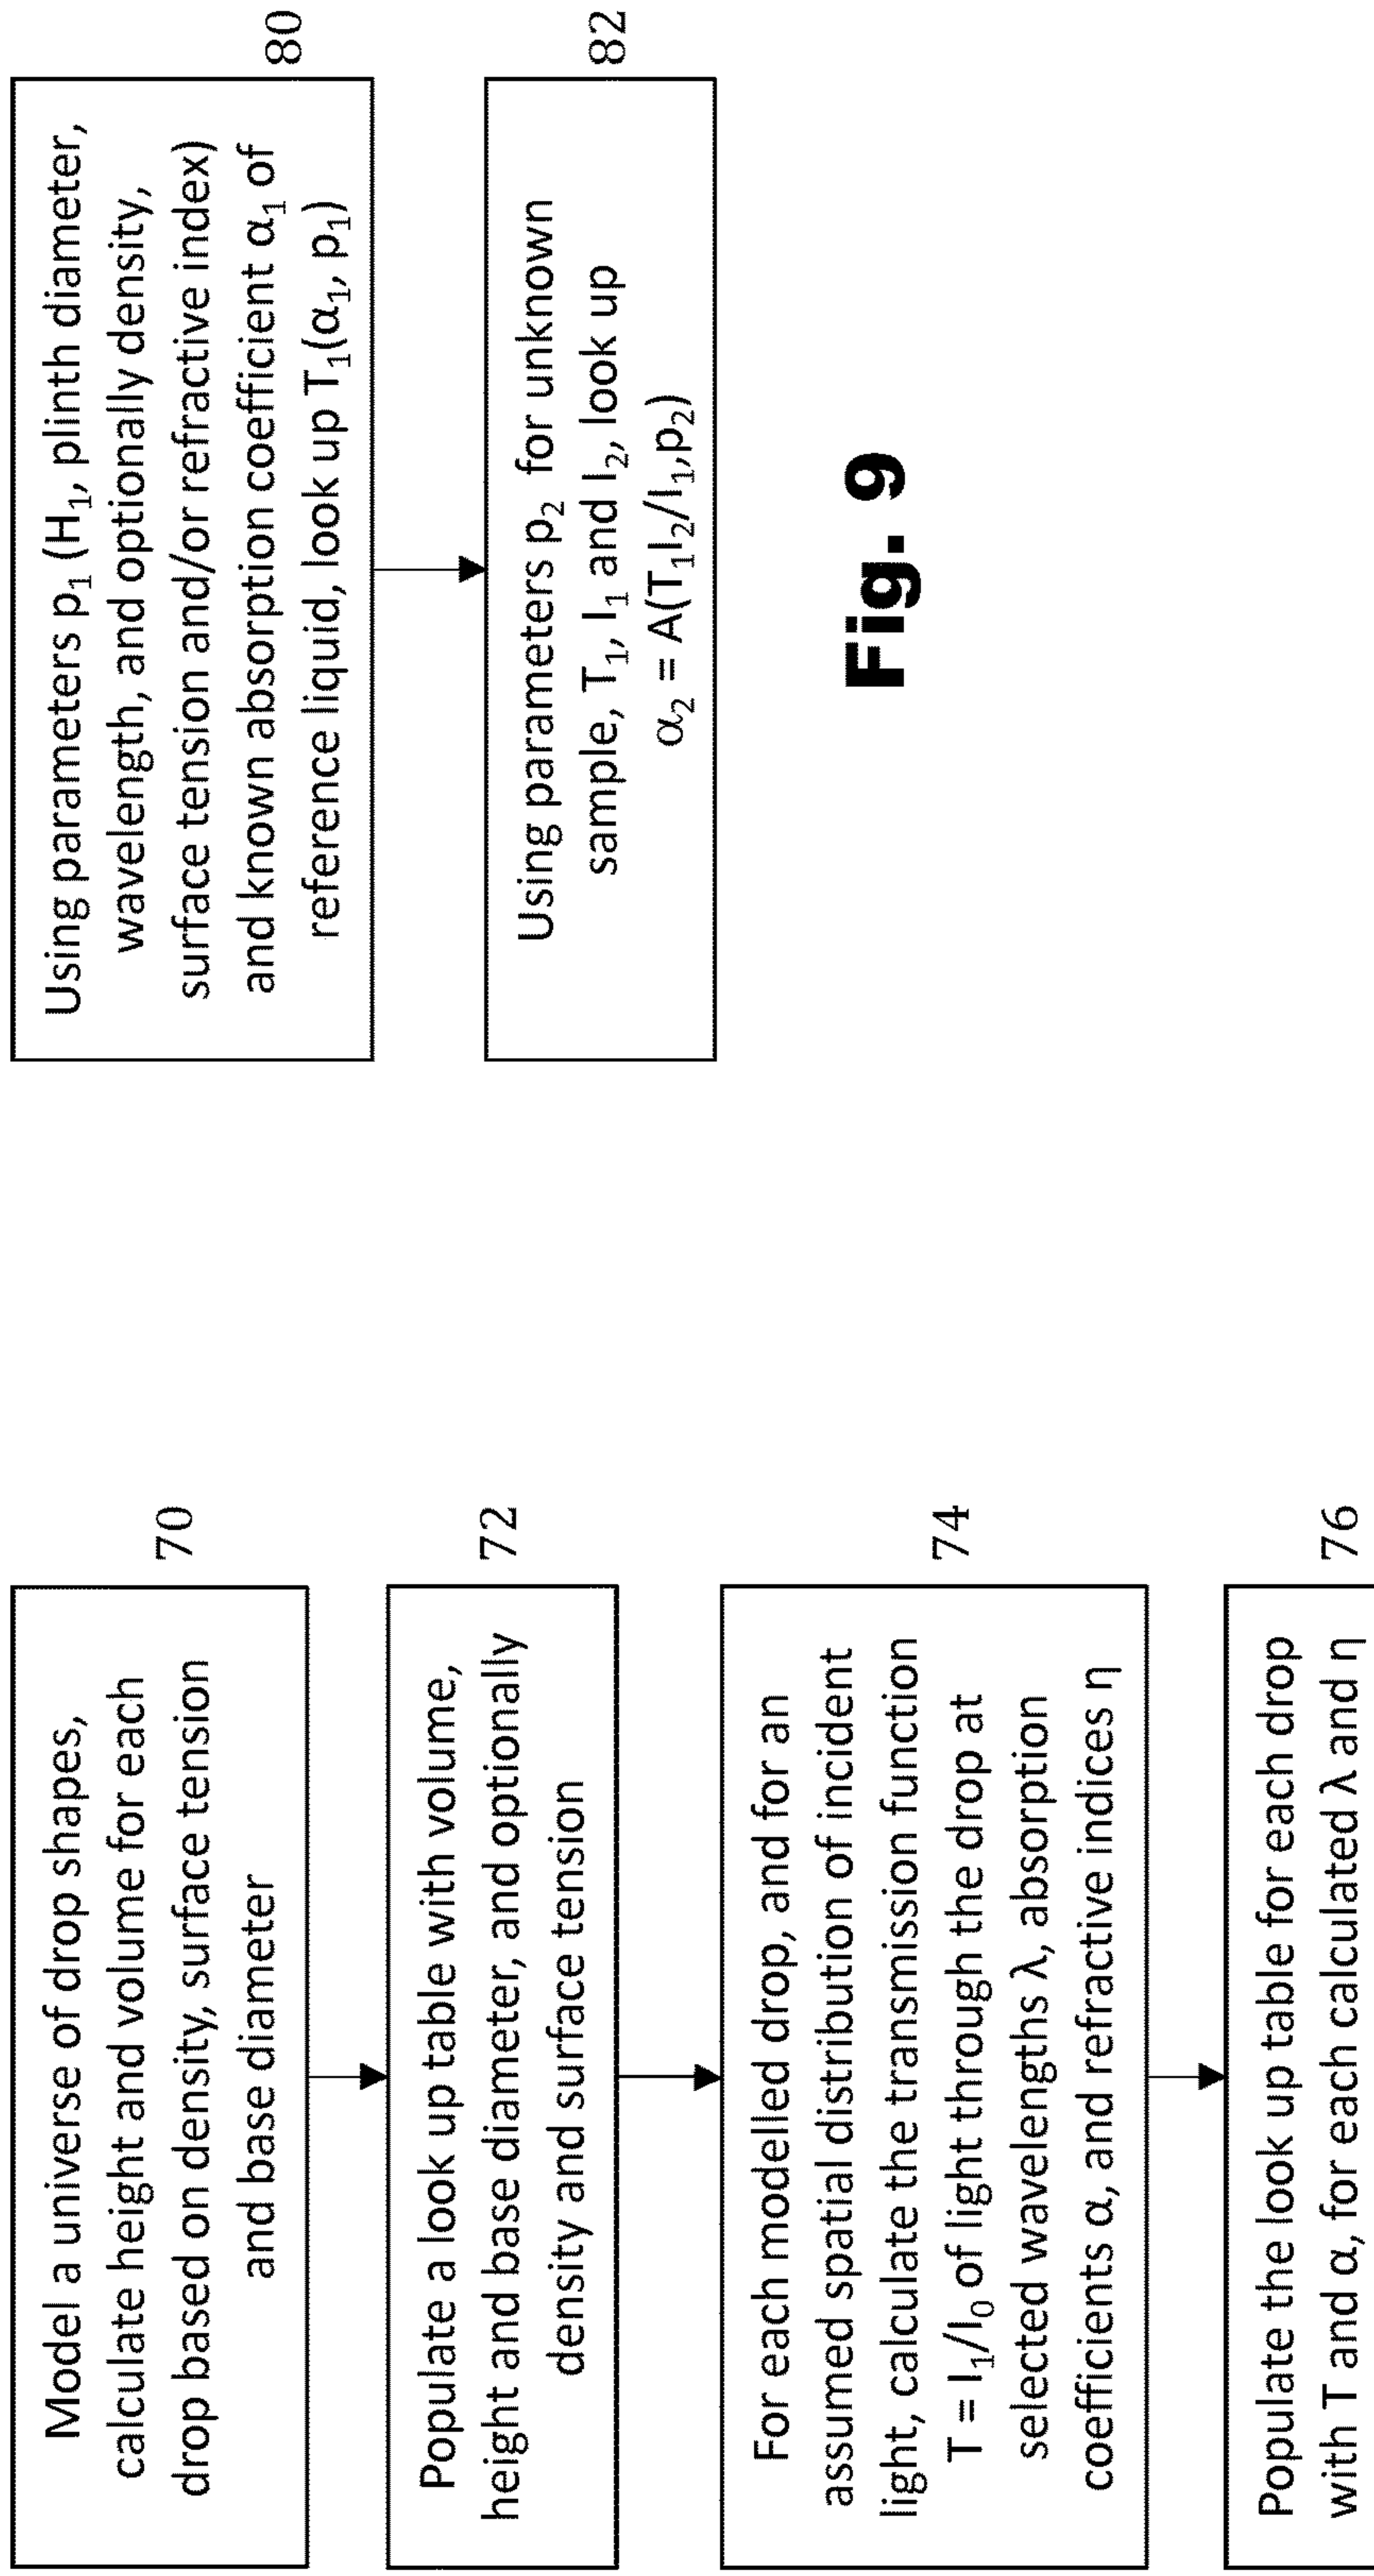 Model a universe of drop shapes,
calculate height and volume for each
drop based on density, surface tension
and base diameter
70
Populate a look up table with volume,
height and base diameter, and optionally
density and surface tension
72
For each modelled drop, and for an
assumed spatial distribution of incident
light, calculate the transmission function
T = I₁/I₀ of light through the drop at
selected wavelengths λ, absorption
coefficients α, and refractive indices η
74
Populate the look up table for each drop
with T and α, for each calculated λ and η
76
Using parameters p₁ (H₁, plinth diameter,
wavelength, and optionally density,
surface tension and/or refractive index)
and known absorption coefficient α₁ of
reference liquid, look up T₁(α₁, p₁)
80
Using parameters p₂ for unknown
sample, T₁, I₁ and I₂, look up
α₂ = A(T₁I₂/I₁,p₂)
82
Fig. 9